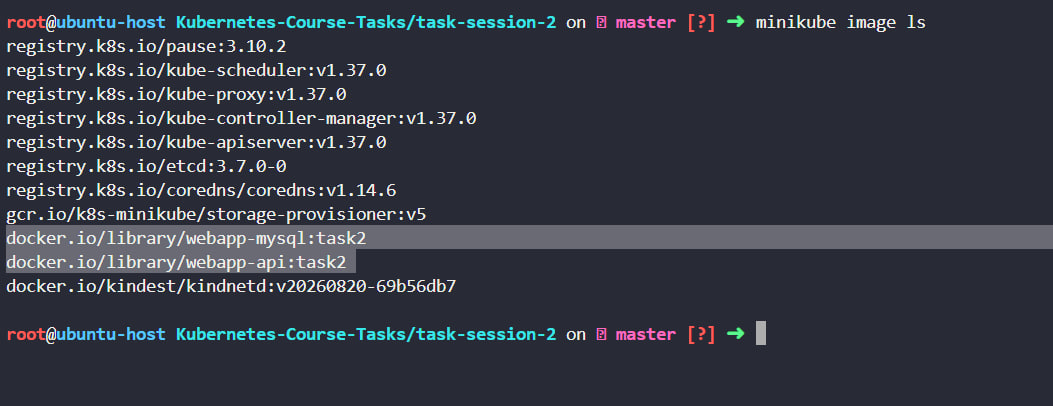 root@ubuntu-host Kubernetes-Course-Tasks/task-session-2 on master [?] ➜ minikube image ls
registry.k8s.io/pause:3.10.2
registry.k8s.io/kube-scheduler:v1.37.0
registry.k8s.io/kube-proxy:v1.37.0
registry.k8s.io/kube-controller-manager:v1.37.0
registry.k8s.io/kube-apiserver:v1.37.0
registry.k8s.io/etcd:3.7.0-0
registry.k8s.io/coredns/coredns:v1.14.6
gcr.io/k8s-minikube/storage-provisioner:v5
docker.io/library/webapp-mysql:task2
docker.io/library/webapp-api:task2
docker.io/kindest/kindnetd:v20260820-69b56db7
root@ubuntu-host Kubernetes-Course-Tasks/task-session-2 on master [?] ➜